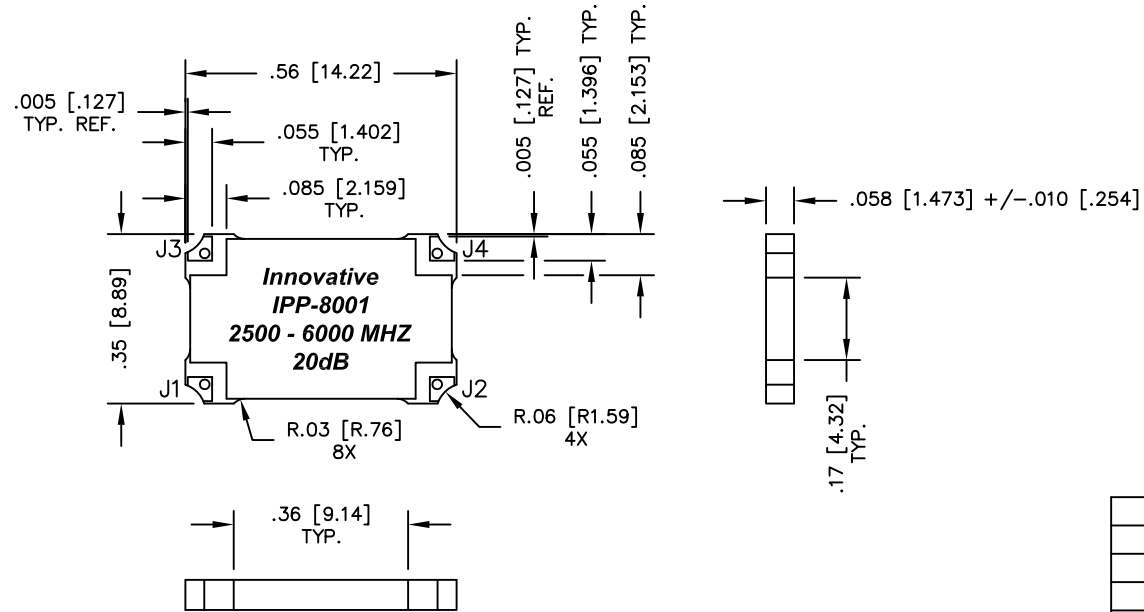 .56 [14.22]
.005 [.127]
TYP. REF.
.055 [1.402]
TYP.
.085 [2.159]
TYP.
.005 [.127] TYP.
REF.
.055 [1.396] TYP.
.085 [2.153] TYP.
.058 [1.473] +/-.010 [.254]
J3
J4
.35 [8.89]
Innovative
IPP-8001
2500 - 6000 MHZ
20dB
J1
J2
R.03 [R.76]
8X
R.06 [R1.59]
4X
.17 [4.32]
TYP.
.36 [9.14]
TYP.